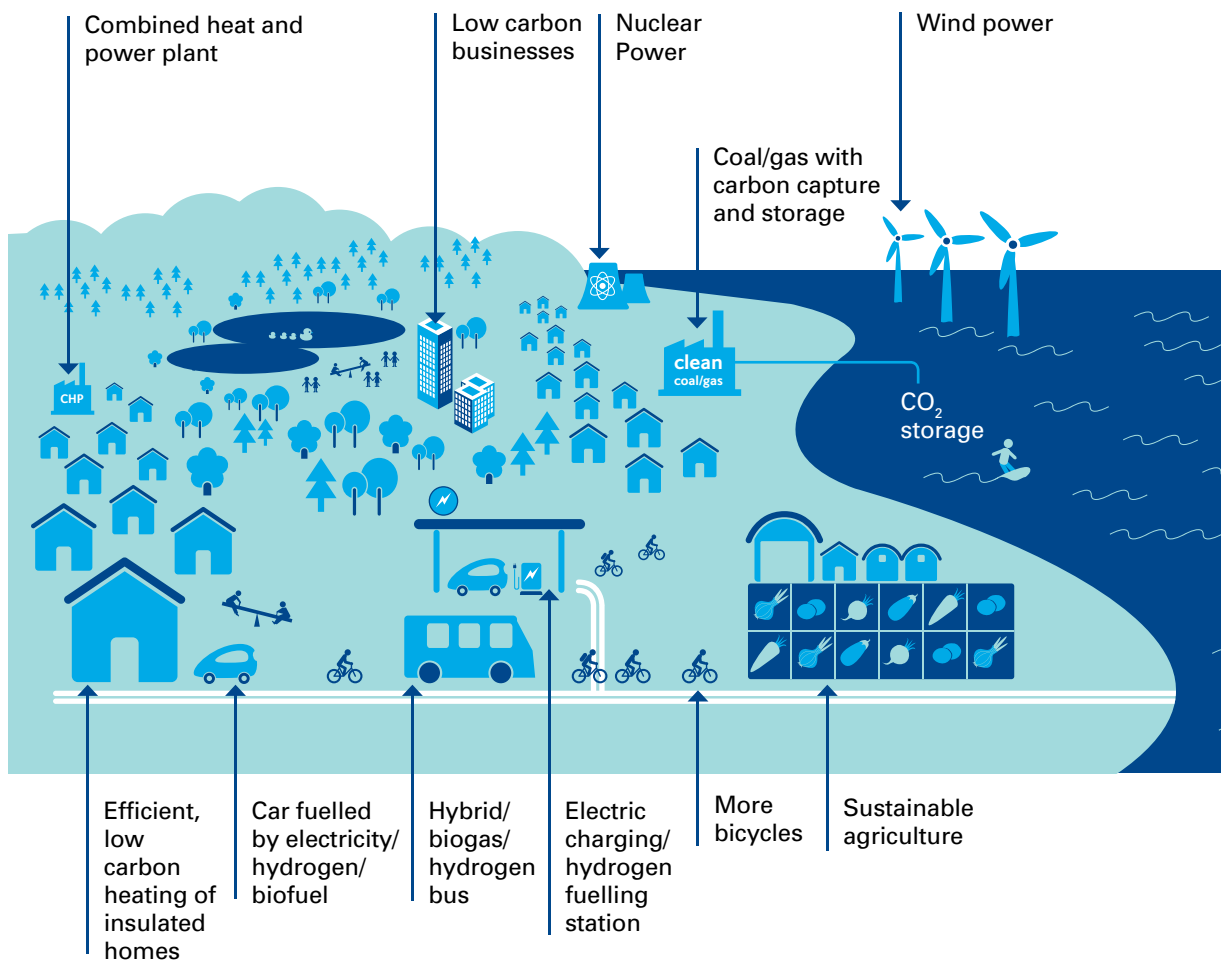 Combined heat and
power plant
Low carbon
businesses
Nuclear
Power
Wind power
Coal/gas with
carbon capture
and storage
clean
coal/gas
CHP
CO₂
storage
Efficient,
low
carbon
heating of
insulated
homes
Car fuelled
by electricity/
hydrogen/
biofuel
Hybrid/
biogas/
hydrogen
bus
Electric
charging/
hydrogen
fuelling
station
More
bicycles
Sustainable
agriculture